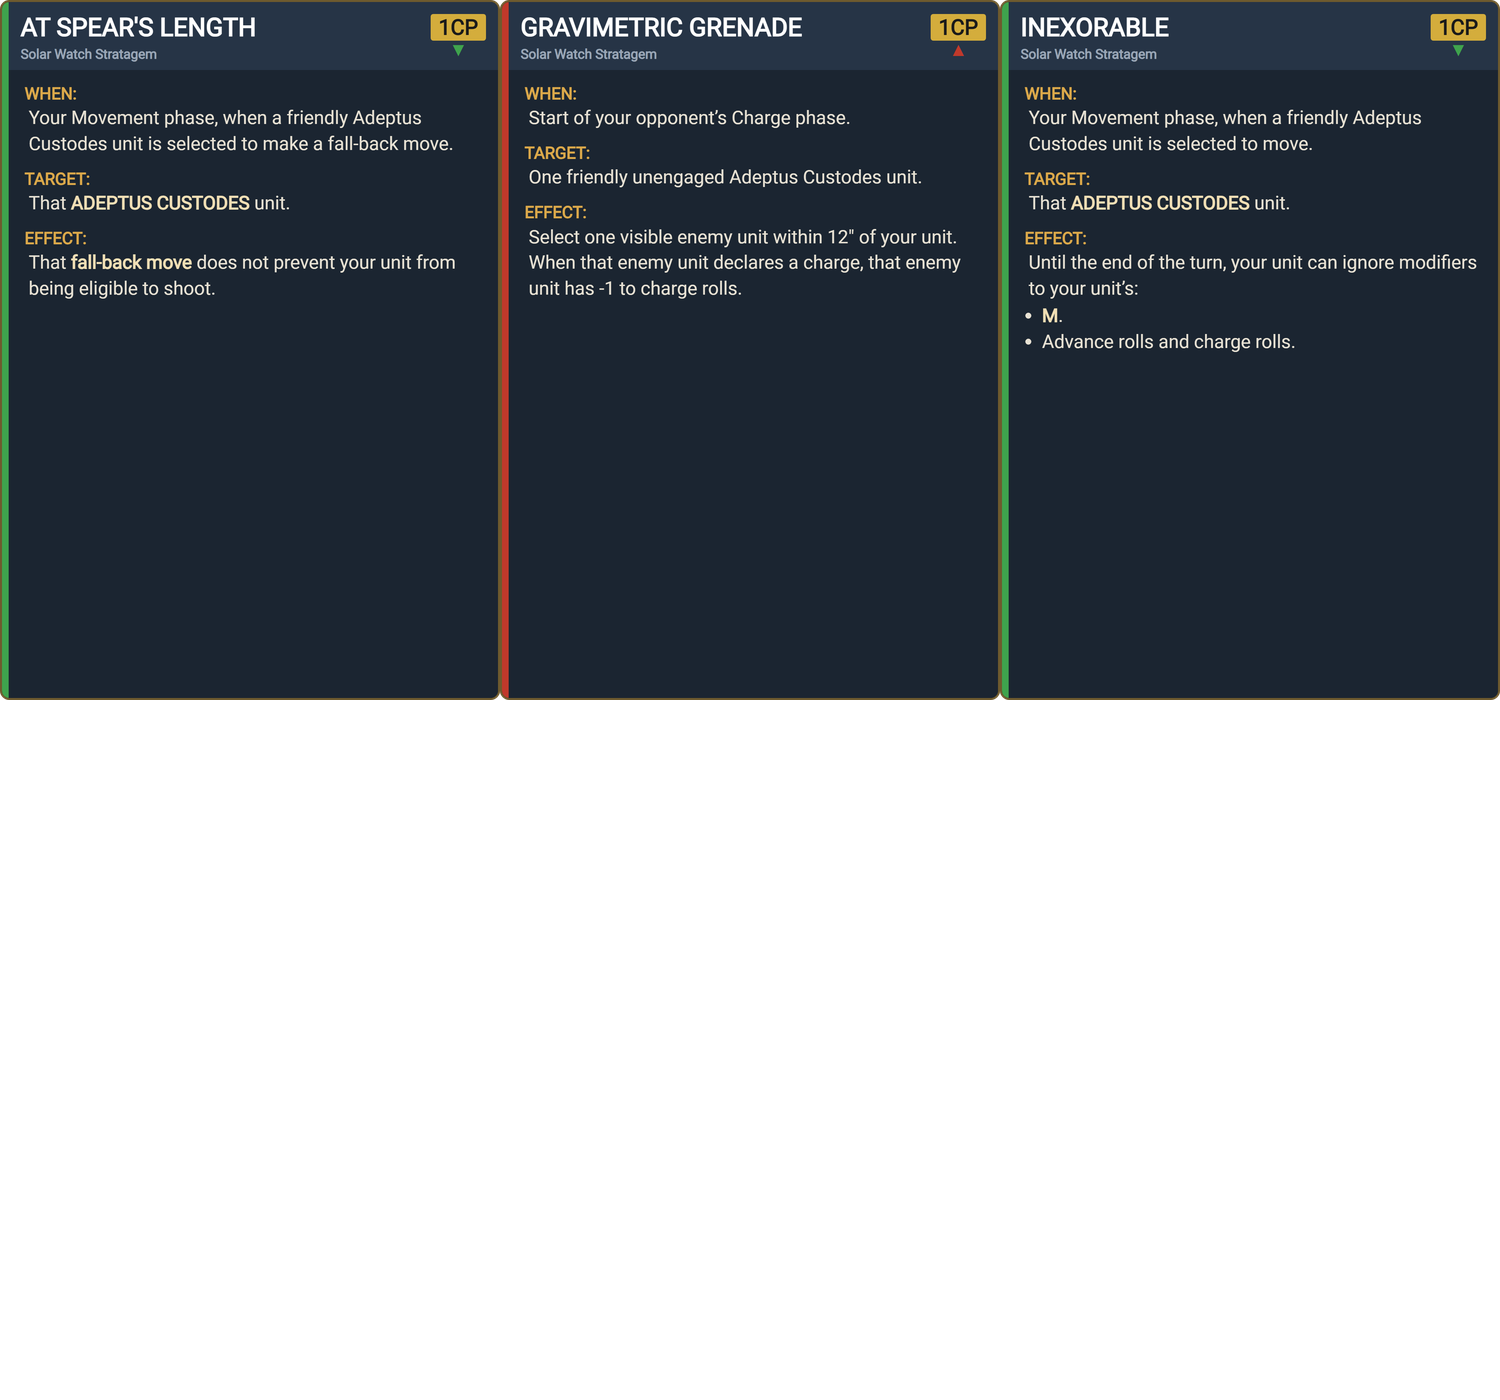 AT SPEAR'S LENGTH
1CP
Solar Watch Stratagem
WHEN:
Your Movement phase, when a friendly Adeptus
Custodes unit is selected to make a fall-back move.
TARGET:
That ADEPTUS CUSTODES unit.
EFFECT:
That fall-back move does not prevent your unit from
being eligible to shoot.
GRAVIMETRIC GRENADE
1CP
Solar Watch Stratagem
WHEN:
Start of your opponent’s Charge phase.
TARGET:
One friendly unengaged Adeptus Custodes unit.
EFFECT:
Select one visible enemy unit within 12" of your unit.
When that enemy unit declares a charge, that enemy
unit has -1 to charge rolls.
INEXORABLE
1CP
Solar Watch Stratagem
WHEN:
Your Movement phase, when a friendly Adeptus
Custodes unit is selected to move.
TARGET:
That ADEPTUS CUSTODES unit.
EFFECT:
Until the end of the turn, your unit can ignore modifiers
to your unit’s:
• M.
• Advance rolls and charge rolls.